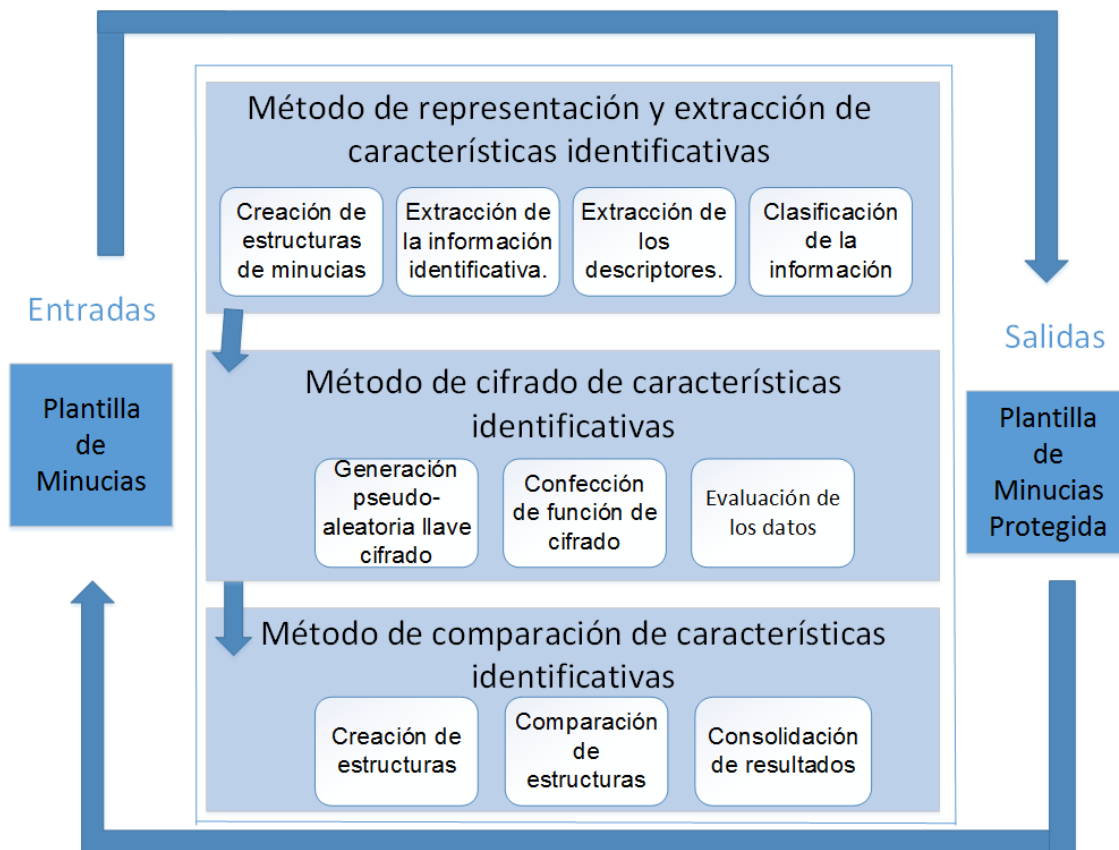 Método de representación y extracción de
características identificativas
Creación de
estructuras
de minucias
Extracción de
la información
identificativa.
Extracción de
los
descriptores.
Clasificación
de la
información
Entradas
Plantilla
de
Minucias
Método de cifrado de características
identificativas
Generación
pseudo-
aleatoria llave
cifrado
Confección
de función de
cifrado
Evaluación de
los datos
Salidas
Plantilla
de
Minucias
Protegida
Método de comparación de características
identificativas
Creación de
estructuras
Comparación
de
estructuras
Consolidación
de resultados